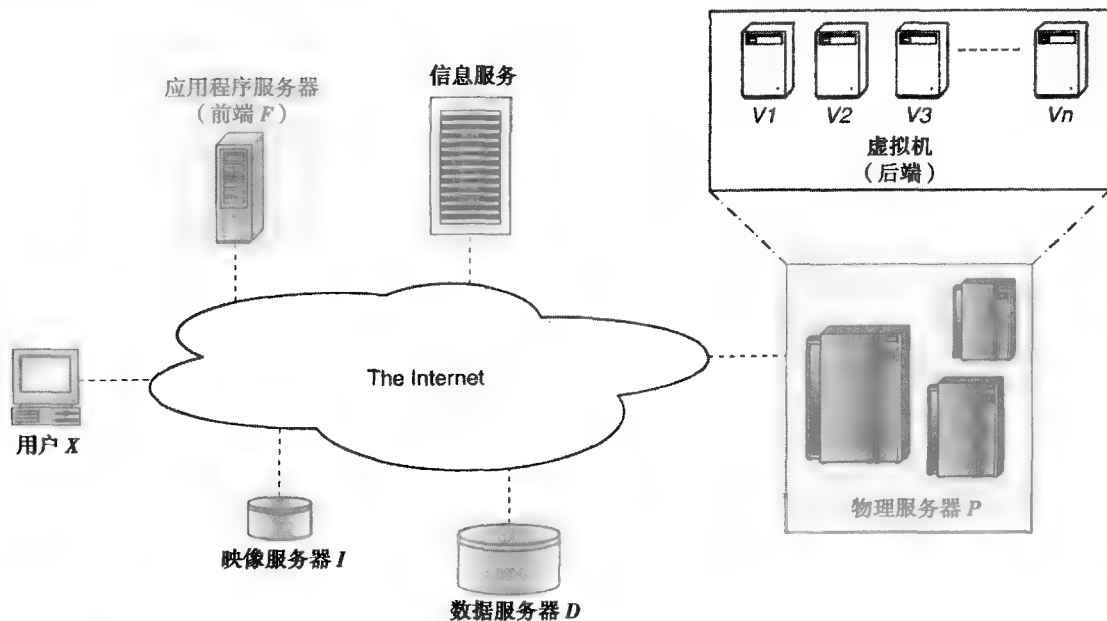 应用程序服务器
（前端 F）
信息服务
V1
V2
V3
Vn
虚拟机
（后端）
The Internet
用户 X
映像服务器 I
数据服务器 D
物理服务器 P